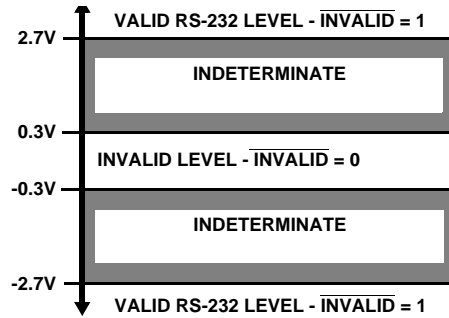 VALID RS-232 LEVEL - INVALID = 1
2.7V
INDETERMINATE
0.3V
INVALID LEVEL - INVALID = 0
-0.3V
INDETERMINATE
-2.7V
VALID RS-232 LEVEL - INVALID = 1